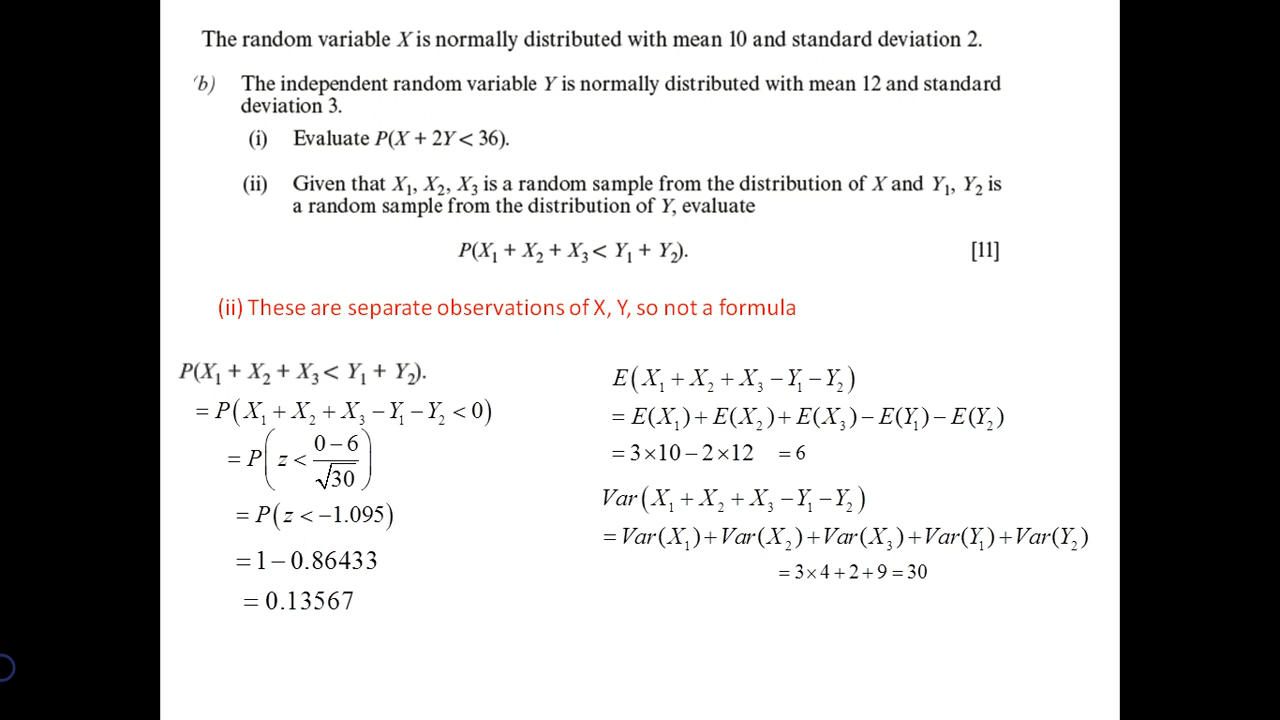 The random variable X is normally distributed with mean 10 and standard deviation 2.
b) The independent random variable Y is normally distributed with mean 12 and standard
deviation 3.
(i) Evaluate P(X + 2Y < 36).
(ii) Given that X₁, X₂, X₃ is a random sample from the distribution of X and Y₁, Y₂ is
a random sample from the distribution of Y, evaluate
P(X₁ + X₂ + X₃ < Y₁ + Y₂). [11]
(ii) These are separate observations of X, Y, so not a formula
P(X₁ + X₂ + X₃ < Y₁ + Y₂).
= P(X₁ + X₂ + X₃ − Y₁ − Y₂ < 0)
= P(z < (0 − 6)/√30)
= P(z < −1.095)
= 1 − 0.86433
= 0.13567
E(X₁ + X₂ + X₃ − Y₁ − Y₂)
= E(X₁) + E(X₂) + E(X₃) − E(Y₁) − E(Y₂)
= 3 × 10 − 2 × 12 = 6
Var(X₁ + X₂ + X₃ − Y₁ − Y₂)
= Var(X₁) + Var(X₂) + Var(X₃) + Var(Y₁) + Var(Y₂)
= 3 × 4 + 2 + 9 = 30